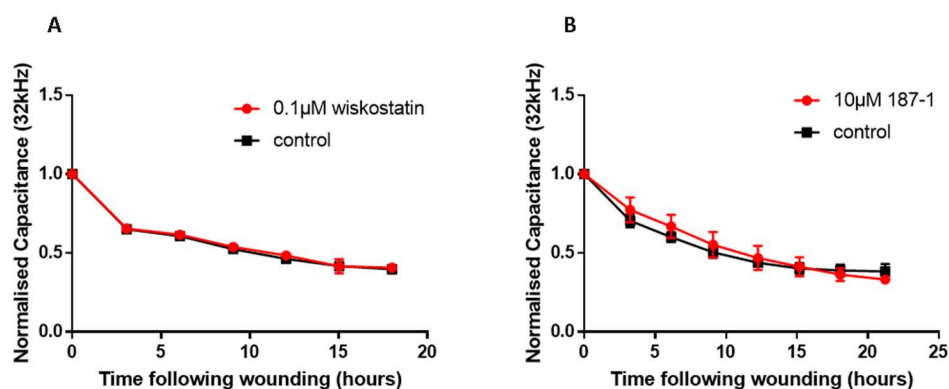 A
Normalised Capacitance (32kHz)
1.5
1.0
0.5
0.0
0 5 10 15 20
Time following wounding (hours)
0.1µM wiskostatin
control
B
Normalised Capacitance (32kHz)
1.5
1.0
0.5
0.0
0 5 10 15 20 25
Time following wounding (hours)
10µM 187-1
control